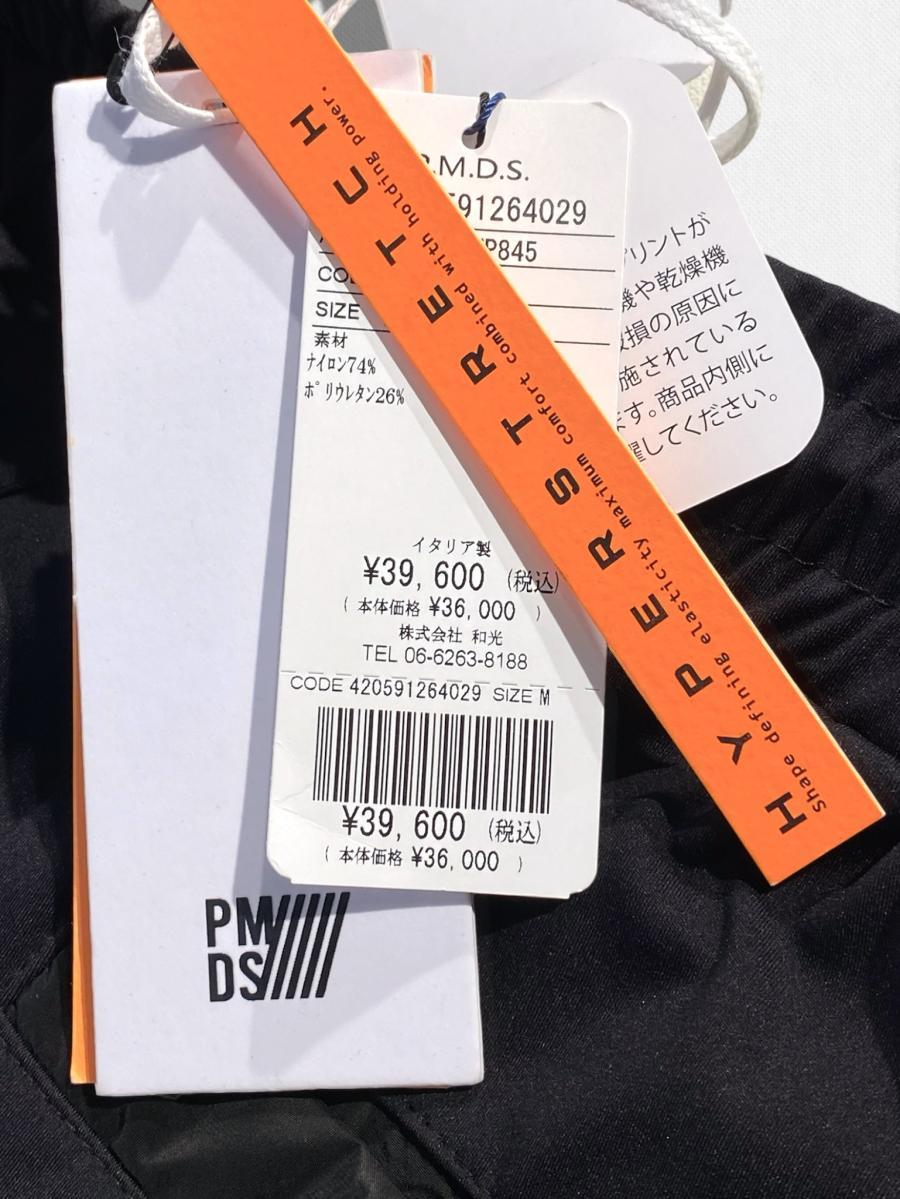 HYPERSTRETCH
Shape defining elasticity maximum comfort combined with holding power.
.M.D.S.
591264029
P845
CO
SIZE
素材
ナイロン74%
ポリウレタン26%
イタリア製
¥39,600 (税込)
( 本体価格 ¥36,000 )
株式会社 和光
TEL 06-6263-8188
CODE 420591264029 SIZE M
¥39,600 (税込)
( 本体価格 ¥36,000 )
リントが
機や乾燥機
損の原因に
施されている
ます。商品内側に
してください。
PM
DS